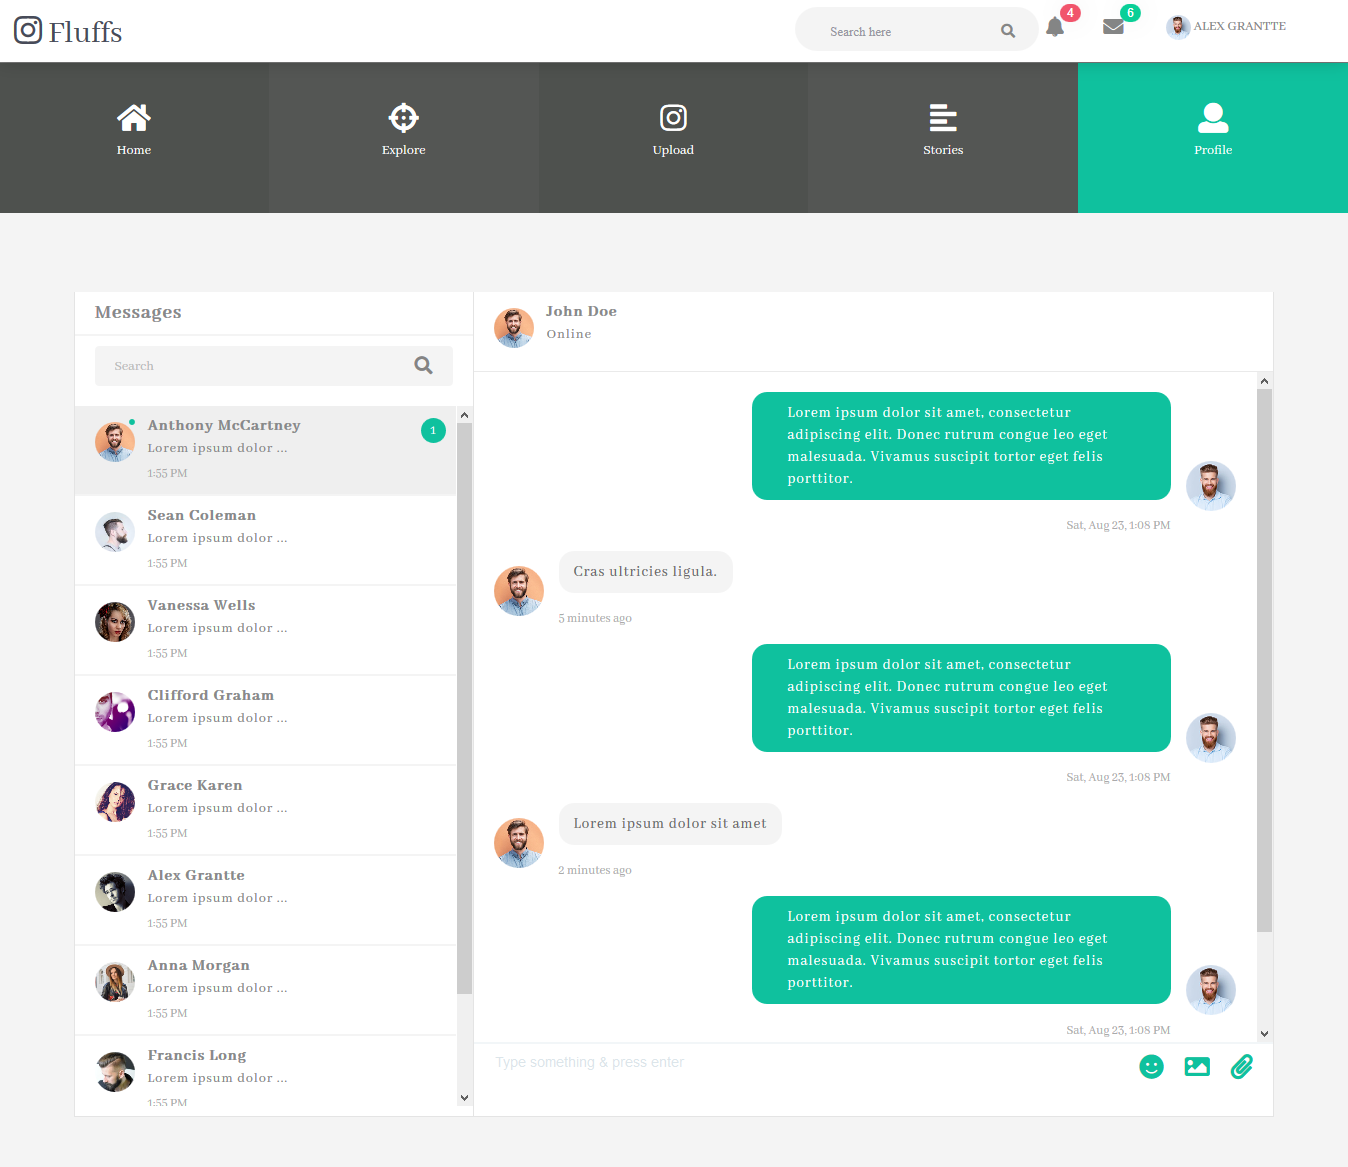 Fluffs
Search here
4
6
ALEX GRANTTE
Home
Explore
Upload
Stories
Profile
Messages
Search
Anthony McCartney
1
Lorem ipsum dolor ...
1:55 PM
Sean Coleman
Lorem ipsum dolor ...
1:55 PM
Vanessa Wells
Lorem ipsum dolor ...
1:55 PM
Clifford Graham
Lorem ipsum dolor ...
1:55 PM
Grace Karen
Lorem ipsum dolor ...
1:55 PM
Alex Grantte
Lorem ipsum dolor ...
1:55 PM
Anna Morgan
Lorem ipsum dolor ...
1:55 PM
Francis Long
Lorem ipsum dolor ...
1:55 PM
John Doe
Online
Lorem ipsum dolor sit amet, consectetur
adipiscing elit. Donec rutrum congue leo eget
malesuada. Vivamus suscipit tortor eget felis
porttitor.
Sat, Aug 23, 1:08 PM
Cras ultricies ligula.
5 minutes ago
Lorem ipsum dolor sit amet, consectetur
adipiscing elit. Donec rutrum congue leo eget
malesuada. Vivamus suscipit tortor eget felis
porttitor.
Sat, Aug 23, 1:08 PM
Lorem ipsum dolor sit amet
2 minutes ago
Lorem ipsum dolor sit amet, consectetur
adipiscing elit. Donec rutrum congue leo eget
malesuada. Vivamus suscipit tortor eget felis
porttitor.
Sat, Aug 23, 1:08 PM
Type something & press enter